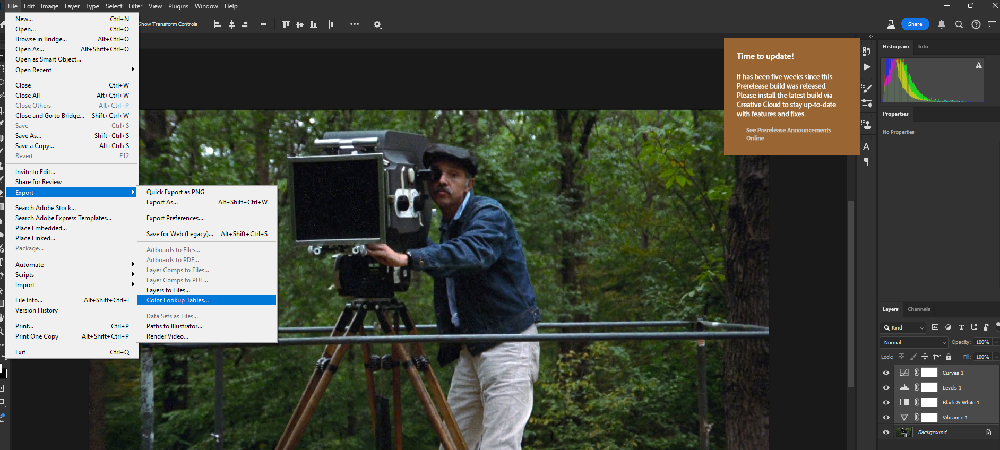 File Edit Image Layer Type Select Filter View Plugins Window Help
Show Transform Controls
Share
New... Ctrl+N
Open... Ctrl+O
Browse in Bridge... Alt+Ctrl+O
Open As... Alt+Shift+Ctrl+O
Open as Smart Object...
Open Recent
Close Ctrl+W
Close All Alt+Ctrl+W
Close Others Alt+Ctrl+P
Close and Go to Bridge... Shift+Ctrl+W
Save Ctrl+S
Save As... Shift+Ctrl+S
Save a Copy... Alt+Ctrl+S
Revert F12
Invite to Edit...
Share for Review
Export
Search Adobe Stock...
Search Adobe Express Templates...
Place Embedded...
Place Linked...
Package...
Automate
Scripts
Import
File Info... Alt+Shift+Ctrl+I
Version History
Print... Ctrl+P
Print One Copy Alt+Shift+Ctrl+P
Exit Ctrl+Q
Quick Export as PNG
Export As... Alt+Shift+Ctrl+W
Export Preferences...
Save for Web (Legacy)... Alt+Shift+Ctrl+S
Artboards to Files...
Artboards to PDF...
Layer Comps to Files...
Layer Comps to PDF...
Layers to Files...
Color Lookup Tables...
Data Sets as Files...
Paths to Illustrator...
Render Video...
Time to update!
It has been five weeks since this
Prerelease build was released.
Please install the latest build via
Creative Cloud to stay up-to-date
with features and fixes.
See Prerelease Announcements
Online
Histogram Info
Properties
No Properties
Layers Channels
Kind
Normal Opacity: 100%
Lock: Fill: 100%
Curves 1
Levels 1
Black & White 1
Vibrance 1
Background